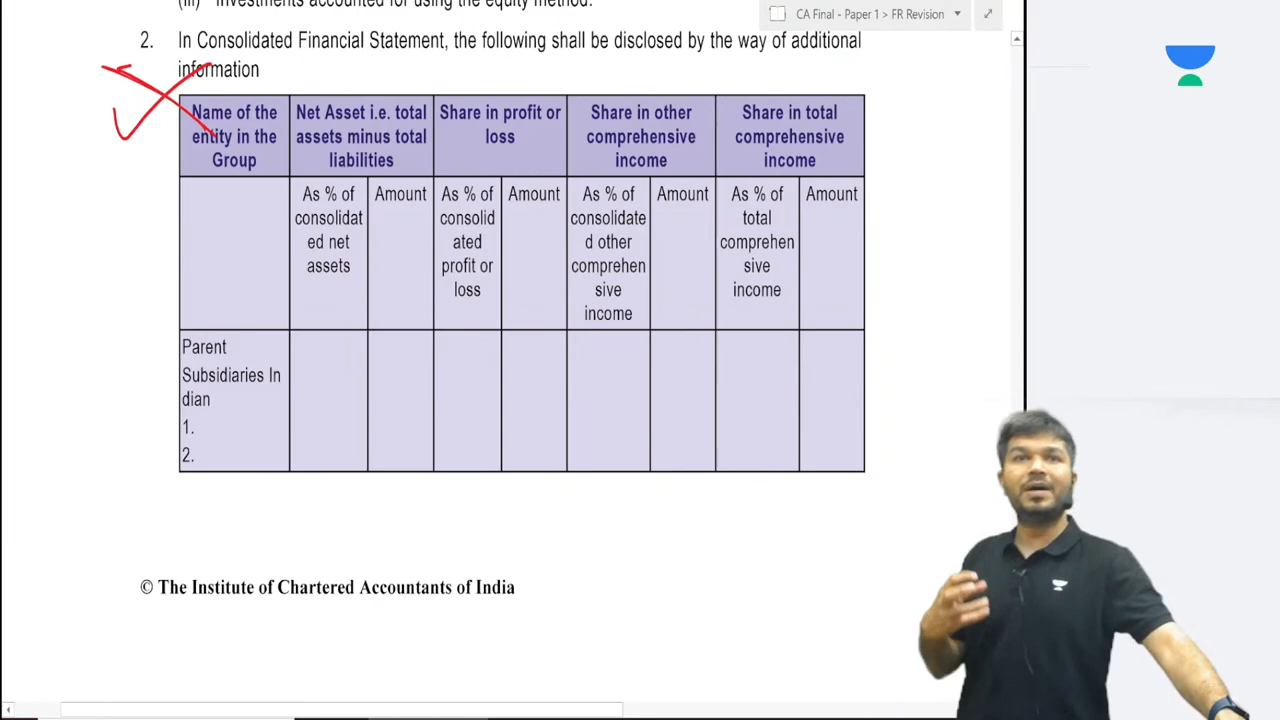 (iii) Investments accounted for using the equity method.
CA Final - Paper 1 > FR Revision
2. In Consolidated Financial Statement, the following shall be disclosed by the way of additional
information
Name of the
entity in the
Group
Net Asset i.e. total
assets minus total
liabilities
Share in profit or
loss
Share in other
comprehensive
income
Share in total
comprehensive
income
As % of
consolidat
ed net
assets
Amount
As % of
consolid
ated
profit or
loss
Amount
As % of
consolidate
d other
comprehen
sive
income
Amount
As % of
total
comprehen
sive
income
Amount
Parent
Subsidiaries In
dian
1.
2.
© The Institute of Chartered Accountants of India